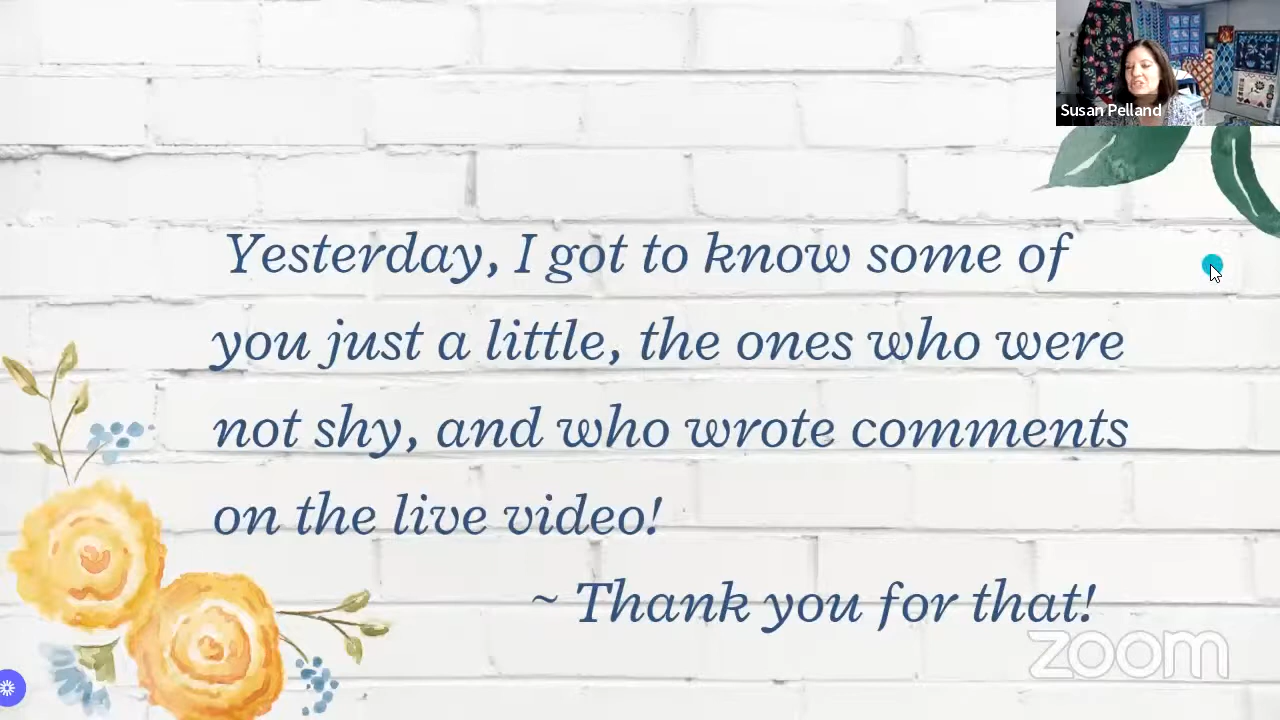 Susan Pelland
Yesterday, I got to know some of
you just a little, the ones who were
not shy, and who wrote comments
on the live video!
~ Thank you for that!
zoom